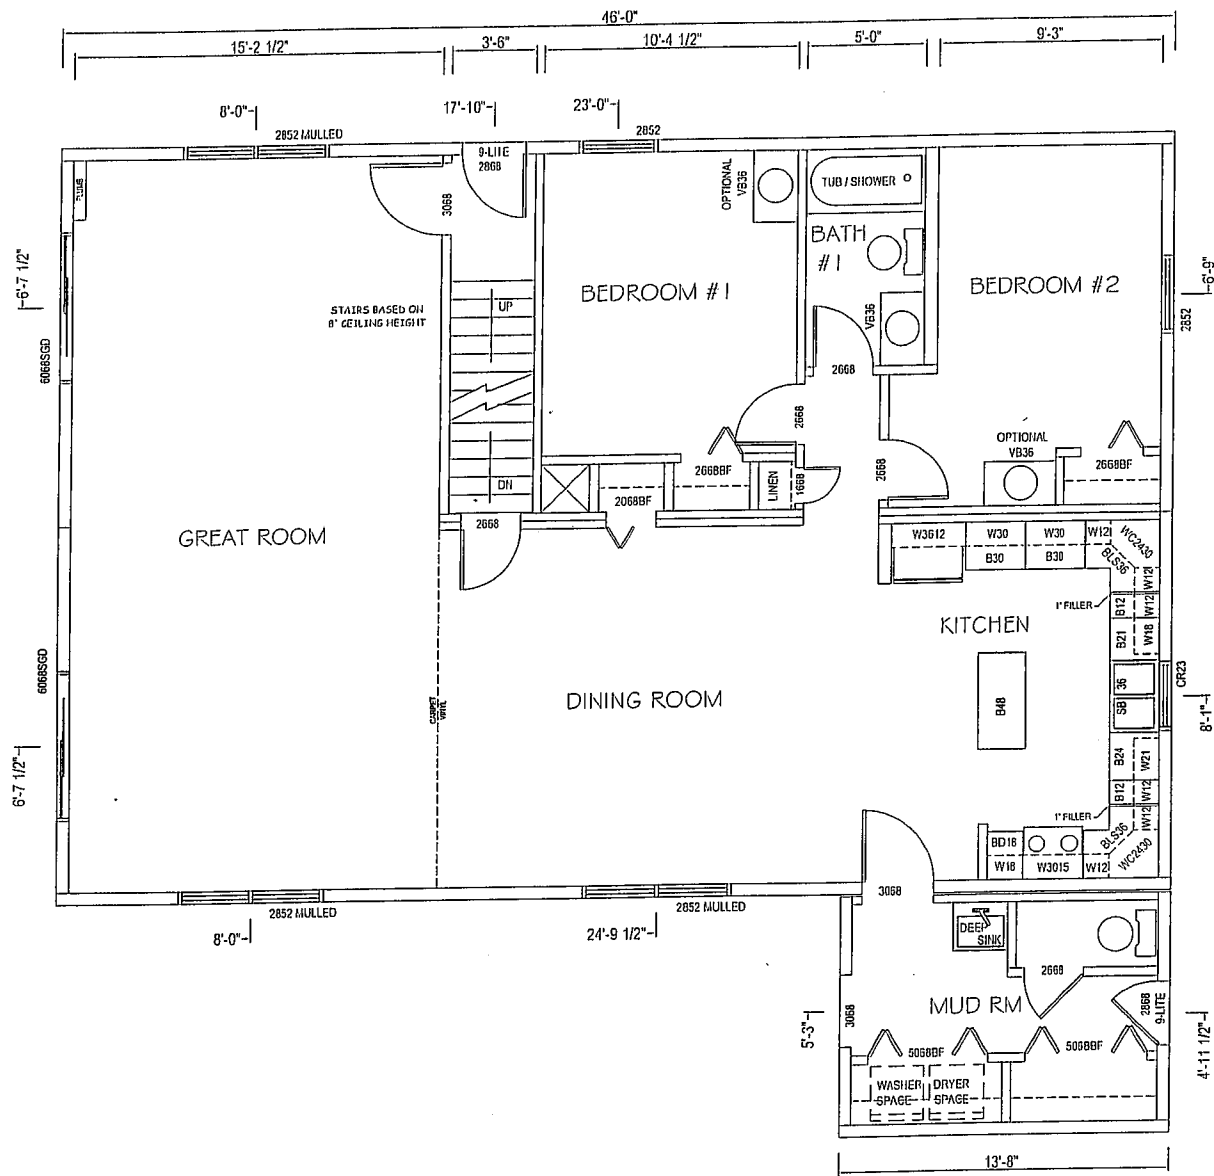 46'-0"
15'-2 1/2"
3'-6"
10'-4 1/2"
5'-0"
9'-3"
8'-0"
17'-10"
23'-0"
2852 MULLED
9-LITE
2868
2852
PLUMB
3068
OPTIONAL
VB36
TUB / SHOWER
BATH
#1
6'-7 1/2"
6'-9"
STAIRS BASED ON
8' CEILING HEIGHT
UP
BEDROOM #1
BEDROOM #2
VB36
2852
6068SGD
2668
2668
OPTIONAL
VB36
2668BF
2668
2668BF
LINEN
1668
2068BF
DN
2668
GREAT ROOM
W3612
W30
W30
W12
WC2430
B30
B30
BLS36
W12
1" FILLER
B12
W12
KITCHEN
B21
W18
6068SGD
CR23
36
SB
DINING ROOM
B48
CARPET
VINYL
8'-1"
6'-7 1/2"
B24
W21
B12
W12
1" FILLER
BLS36
W12
WC2430
BD18
W18
W3015
W12
3068
2852 MULLED
2852 MULLED
8'-0"
24'-9 1/2"
DEEP
SINK
2668
MUD RM
2868
9-LITE
5'-3"
3068
4'-11 1/2"
5068BF
5068BF
WASHER
SPACE
DRYER
SPACE
13'-8"